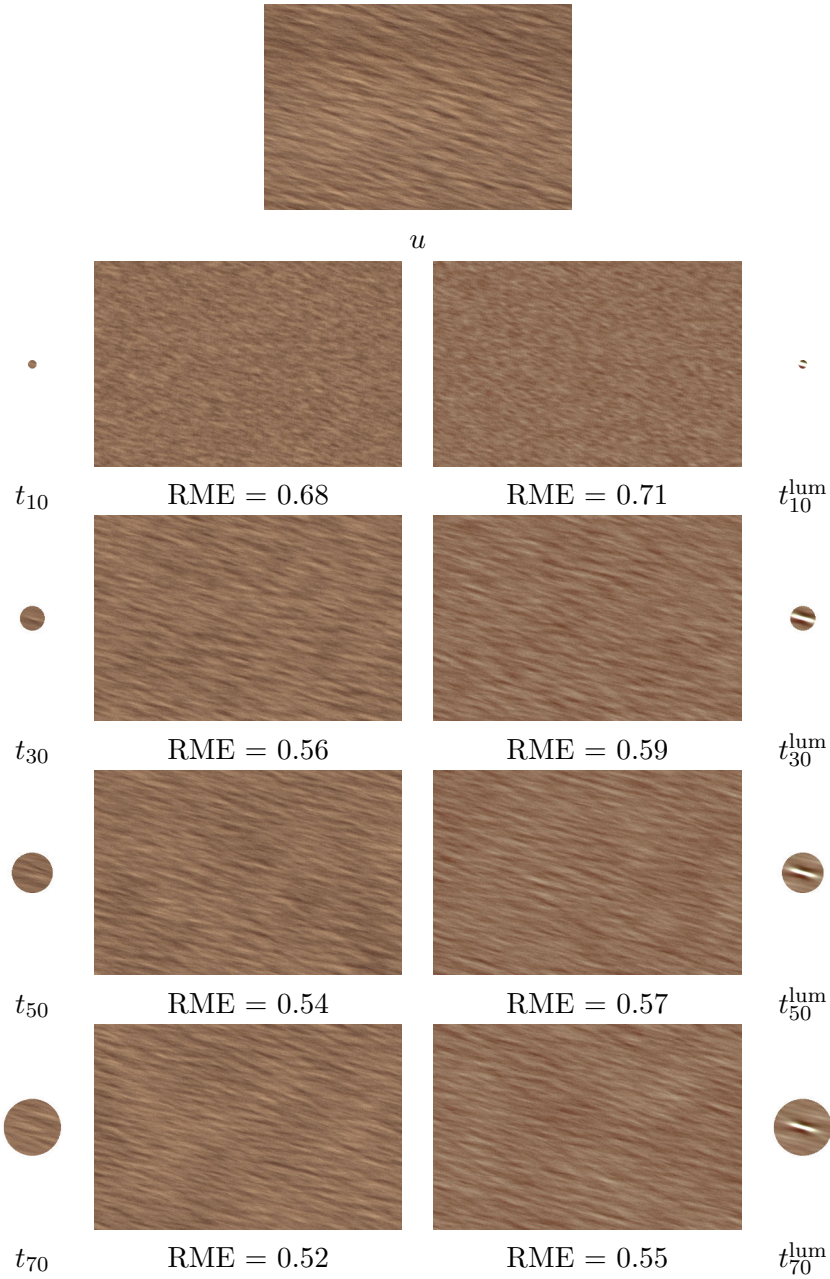 u
t₁₀ RME = 0.68 RME = 0.71 t₁₀ˡᵘᵐ
t₃₀ RME = 0.56 RME = 0.59 t₃₀ˡᵘᵐ
t₅₀ RME = 0.54 RME = 0.57 t₅₀ˡᵘᵐ
t₇₀ RME = 0.52 RME = 0.55 t₇₀ˡᵘᵐ